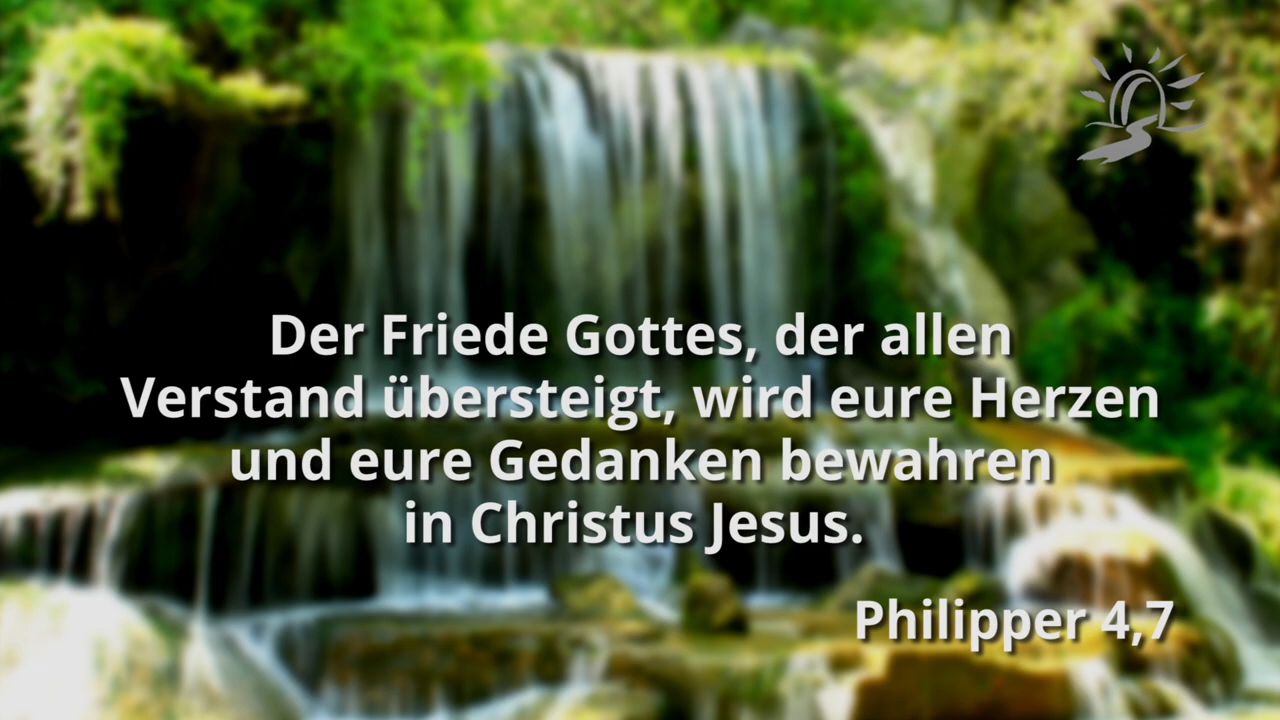 Der Friede Gottes, der allen
Verstand übersteigt, wird eure Herzen
und eure Gedanken bewahren
in Christus Jesus.
Philipper 4,7